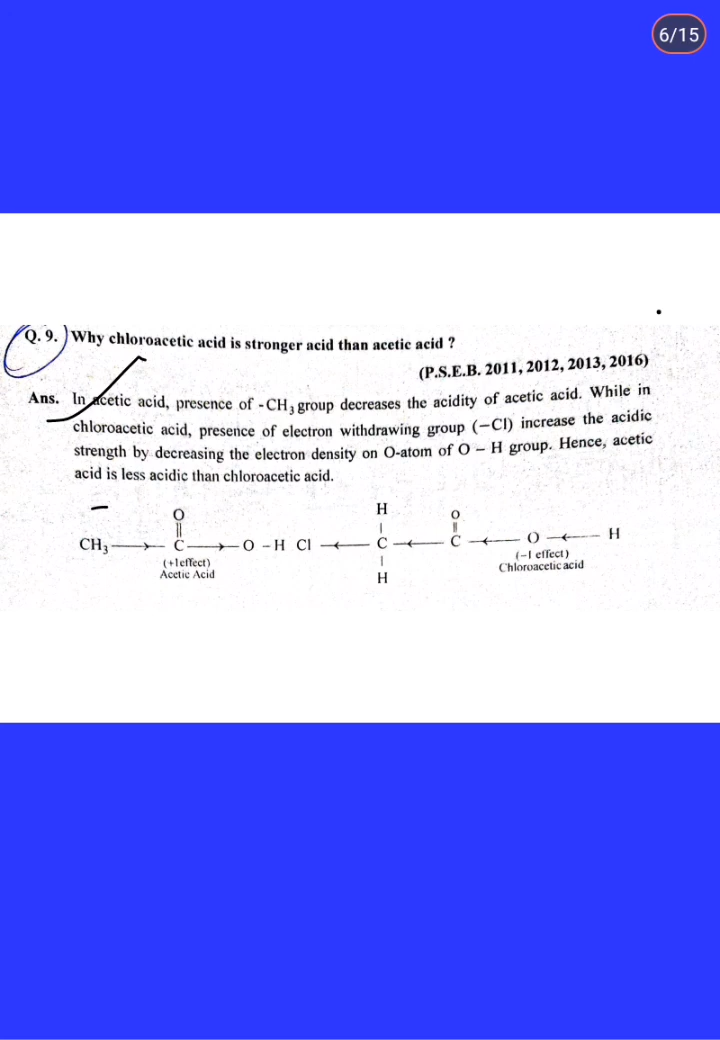 6/15
Q. 9. Why chloroacetic acid is stronger acid than acetic acid ?
(P.S.E.B. 2011, 2012, 2013, 2016)
Ans. In acetic acid, presence of -CH₃ group decreases the acidity of acetic acid. While in
chloroacetic acid, presence of electron withdrawing group (−Cl) increase the acidic
strength by decreasing the electron density on O-atom of O − H group. Hence, acetic
acid is less acidic than chloroacetic acid.
O H O
CH₃ C O - H Cl C C O H
(+I effect) H (−I effect)
Acetic Acid Chloroacetic acid